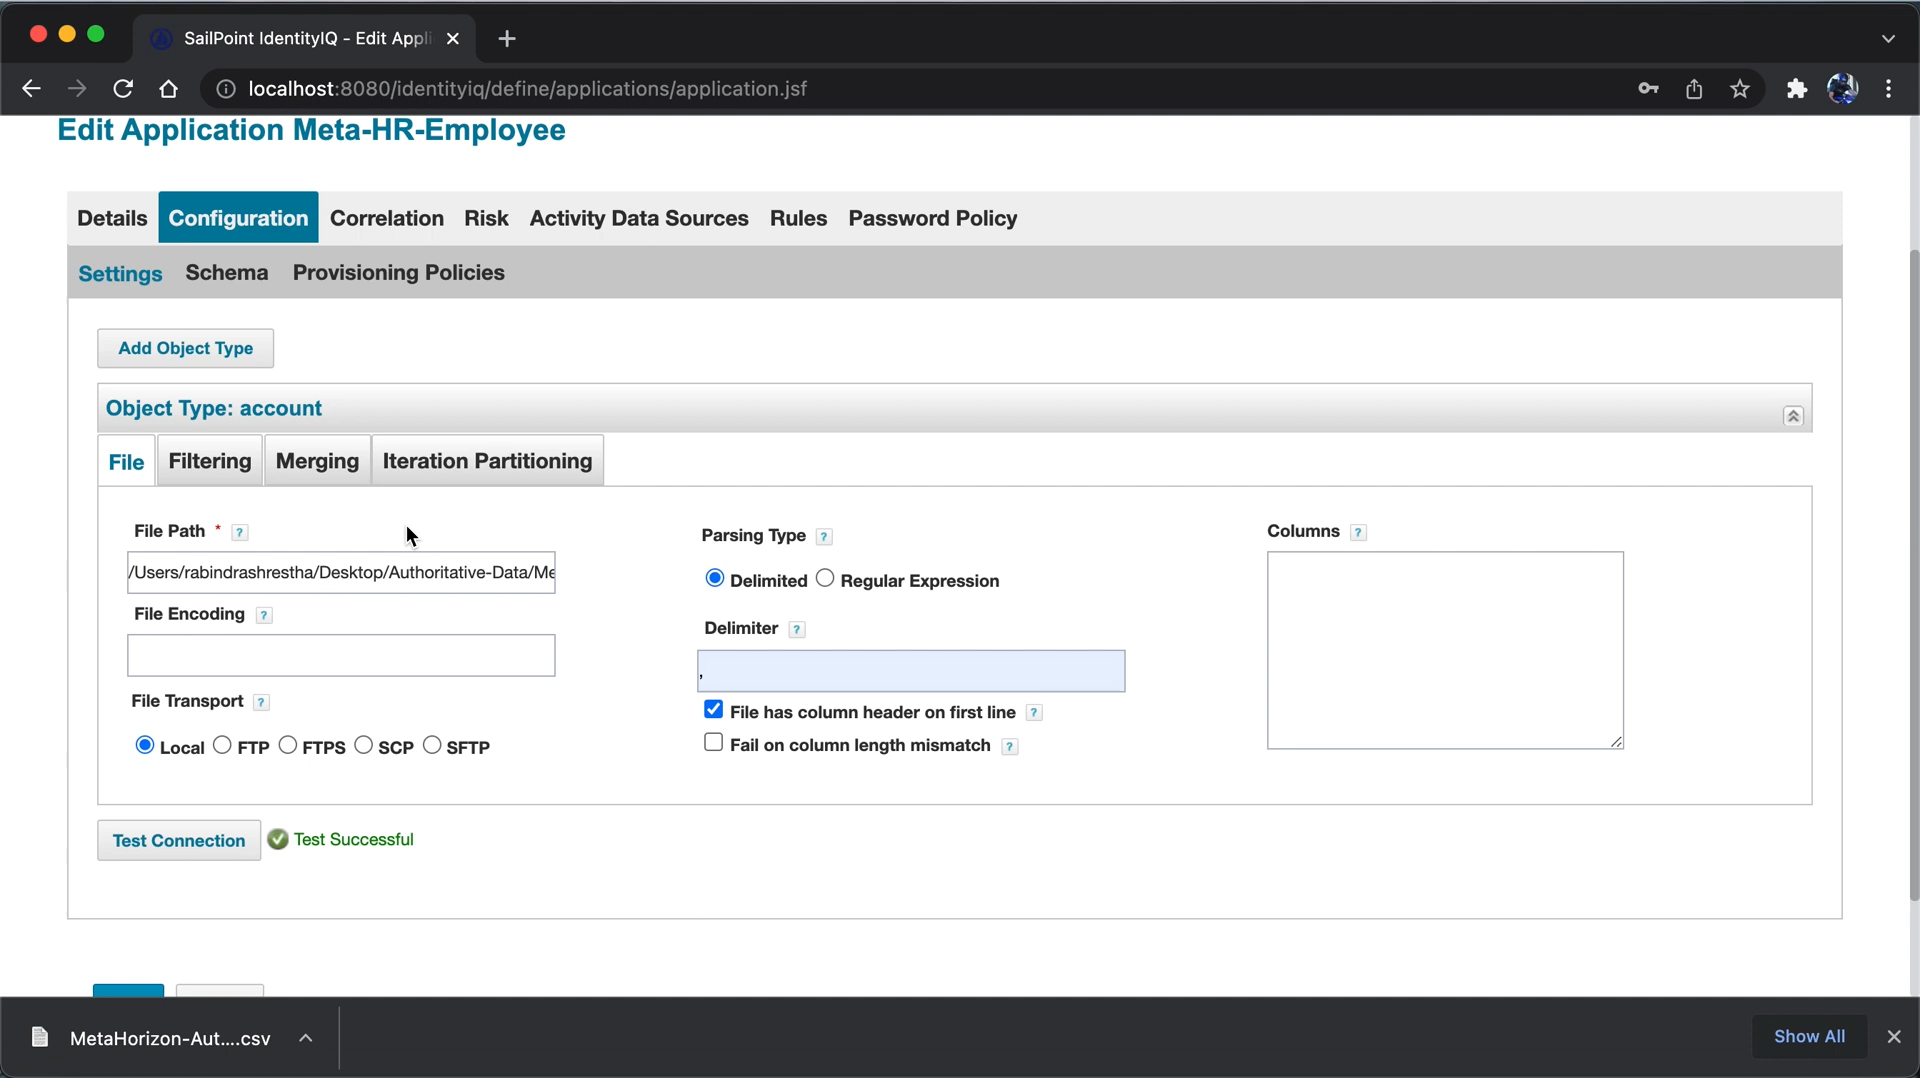 SailPoint IdentityIQ - Edit Appli
localhost:8080/identityiq/define/applications/application.jsf
Edit Application Meta-HR-Employee
Details Configuration Correlation Risk Activity Data Sources Rules Password Policy
Settings Schema Provisioning Policies
Add Object Type
Object Type: account
File Filtering Merging Iteration Partitioning
File Path * ?
/Users/rabindrashrestha/Desktop/Authoritative-Data/Me
File Encoding ?
File Transport ?
Local FTP FTPS SCP SFTP
Parsing Type ?
Delimited Regular Expression
Delimiter ?
,
File has column header on first line ?
Fail on column length mismatch ?
Columns ?
Test Connection Test Successful
MetaHorizon-Aut....csv
Show All